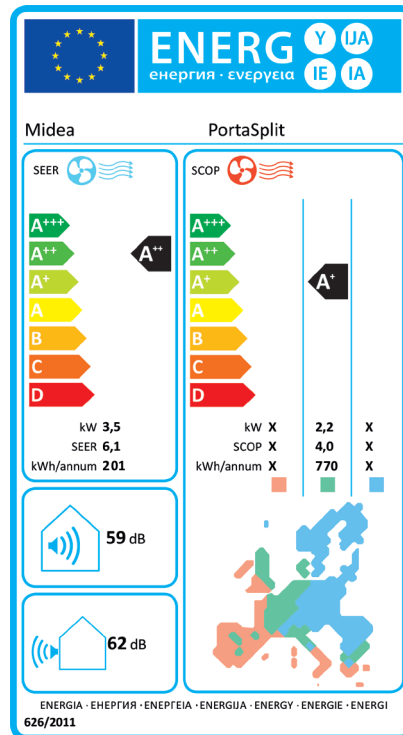 ENERG Y IJA
енергия · ενεργεια IE IA
Midea PortaSplit
SEER SCOP
A+++ A+++
A++ A++ A++
A+ A+ A+
A A
B B
C C
D D
kW 3,5 kW X 2,2 X
SEER 6,1 SCOP X 4,0 X
kWh/annum 201 kWh/annum X 770 X
59 dB
62 dB
ENERGIA · ЕНЕРГИЯ · ΕΝΕΡΓΕΙΑ · ENERGIJA · ENERGY · ENERGIE · ENERGI
626/2011